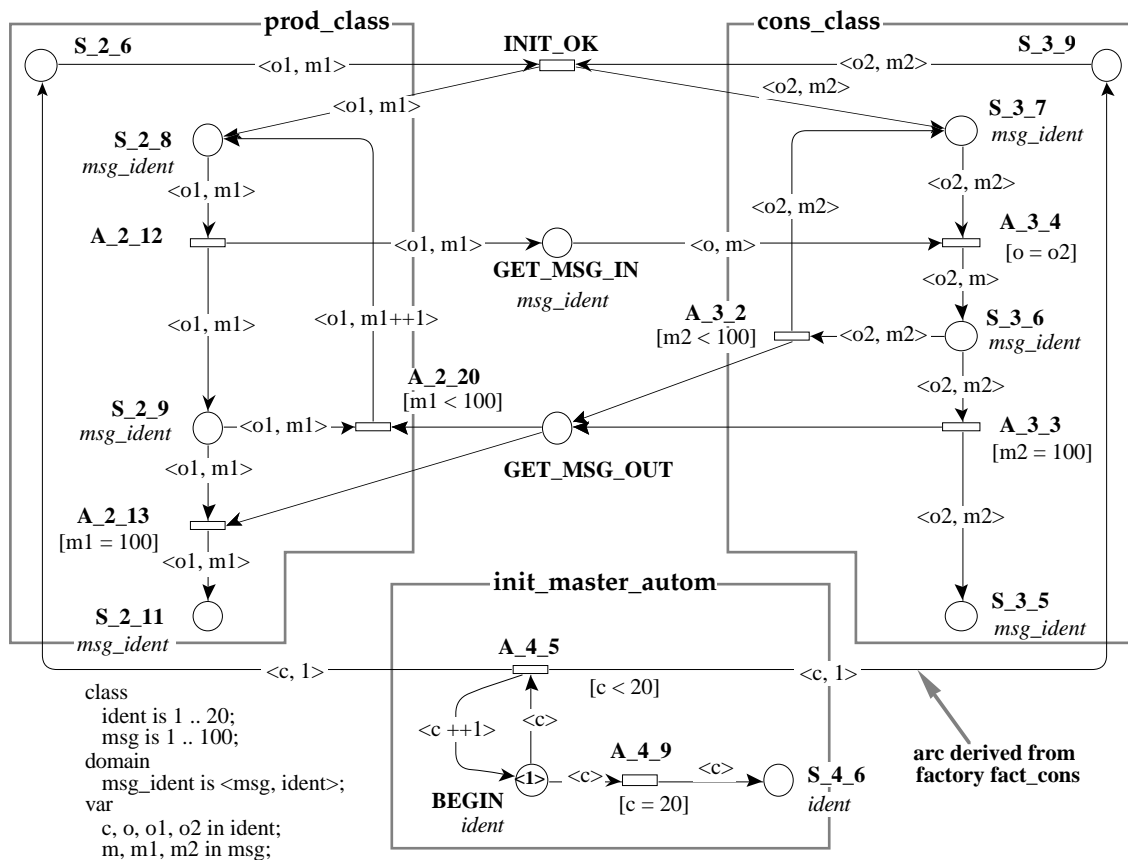 prod_class
cons_class
S_2_6
INIT_OK
S_3_9
<o1, m1>
<o2, m2>
<o1, m1>
<o2, m2>
S_2_8
msg_ident
S_3_7
msg_ident
<o1, m1>
<o2, m2>
<o2, m2>
A_2_12
<o1, m1>
<o, m>
A_3_4
[o = o2]
GET_MSG_IN
msg_ident
<o2, m>
<o1, m1>
<o1, m1++1>
A_3_2
[m2 < 100]
<o2, m2>
S_3_6
msg_ident
A_2_20
[m1 < 100]
<o2, m2>
S_2_9
msg_ident
<o1, m1>
A_3_3
[m2 = 100]
<o1, m1>
GET_MSG_OUT
A_2_13
[m1 = 100]
<o1, m1>
<o2, m2>
init_master_autom
S_2_11
msg_ident
S_3_5
msg_ident
A_4_5
<c, 1>
[c < 20]
<c, 1>
class
ident is 1 .. 20;
msg is 1 .. 100;
domain
msg_ident is <msg, ident>;
var
c, o, o1, o2 in ident;
m, m1, m2 in msg;
<c ++1>
<c>
A_4_9
<1>
<c>
<c>
BEGIN
ident
[c = 20]
S_4_6
ident
arc derived from
factory fact_cons